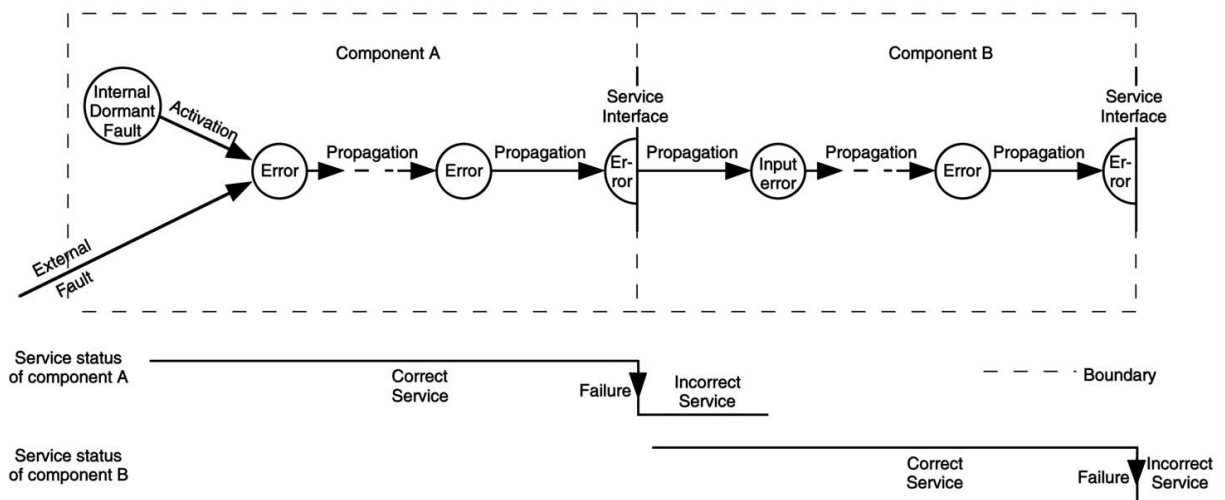 Component A
Component B
Internal
Dormant
Fault
Activation
Service
Interface
Service
Interface
Error
Propagation
Error
Propagation
Er-
ror
Propagation
Input
error
Propagation
Error
Propagation
Er-
ror
External
Fault
Service status
of component A
Correct
Service
Failure
Incorrect
Service
Boundary
Service status
of component B
Correct
Service
Failure
Incorrect
Service